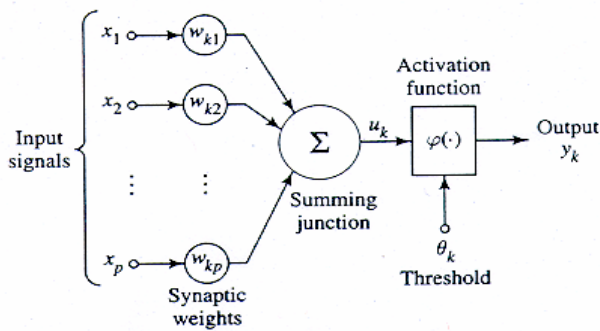 x1
wk1
Activation
function
x2
wk2
Input
signals
Σ
uk
φ(·)
Output
yk
Summing
junction
θk
Threshold
xp
wkp
Synaptic
weights